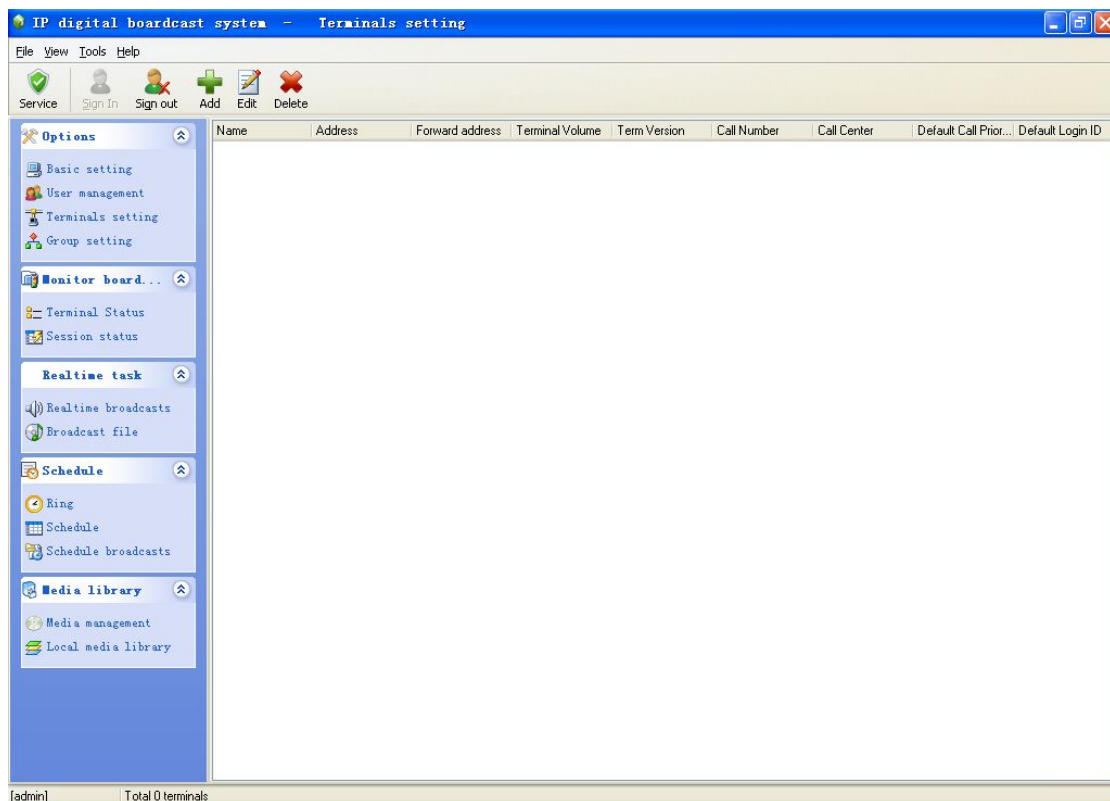 IP digital boardcast system - Terminals setting
File View Tools Help
Service Sign In Sign out Add Edit Delete
Options
Basic setting
User management
Terminals setting
Group setting
Monitor board...
Terminal Status
Session status
Realtime task
Realtime broadcasts
Broadcast file
Schedule
Ring
Schedule
Schedule broadcasts
Media library
Media management
Local media library
Name Address Forward address Terminal Volume Term Version Call Number Call Center Default Call Prior... Default Login ID
[admin] Total 0 terminals